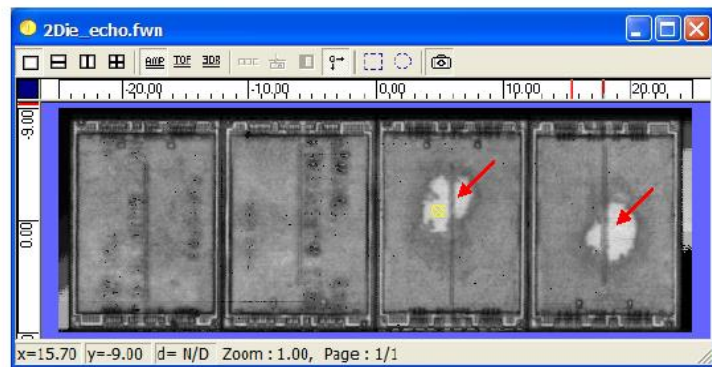 2Die_echo.fwn
AMP TOF 3DB
-20.00 -10.00 0.00 10.00 20.00
-9.00
0.00
x=15.70 y=-9.00 d= N/D Zoom : 1.00, Page : 1/1